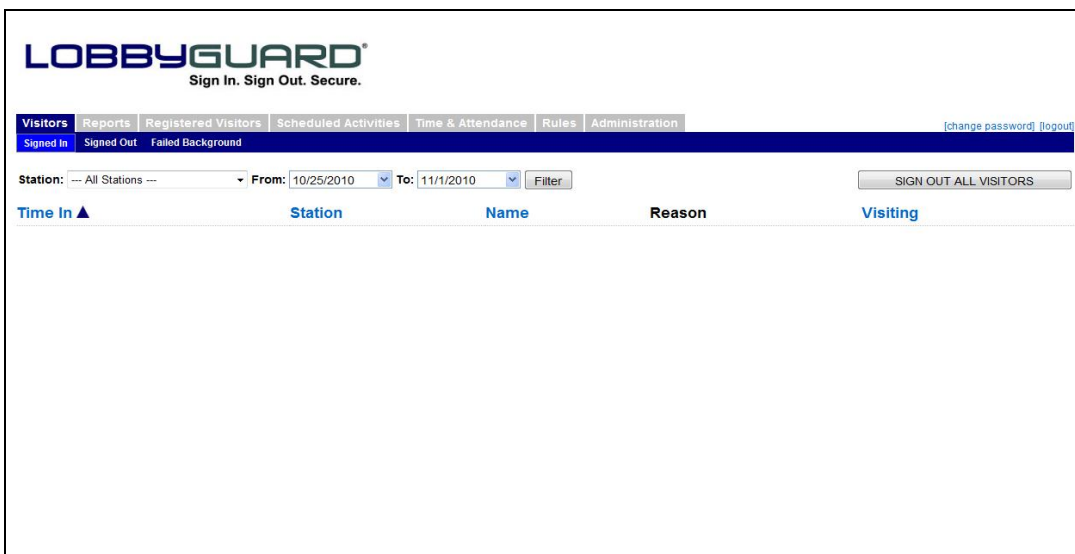 LOBBYGUARD®
Sign In. Sign Out. Secure.
Visitors Reports Registered Visitors Scheduled Activities Time & Attendance Rules Administration [change password] [logout]
Signed In Signed Out Failed Background
Station: --- All Stations --- From: 10/25/2010 To: 11/1/2010 Filter SIGN OUT ALL VISITORS
Time In ▲ Station Name Reason Visiting